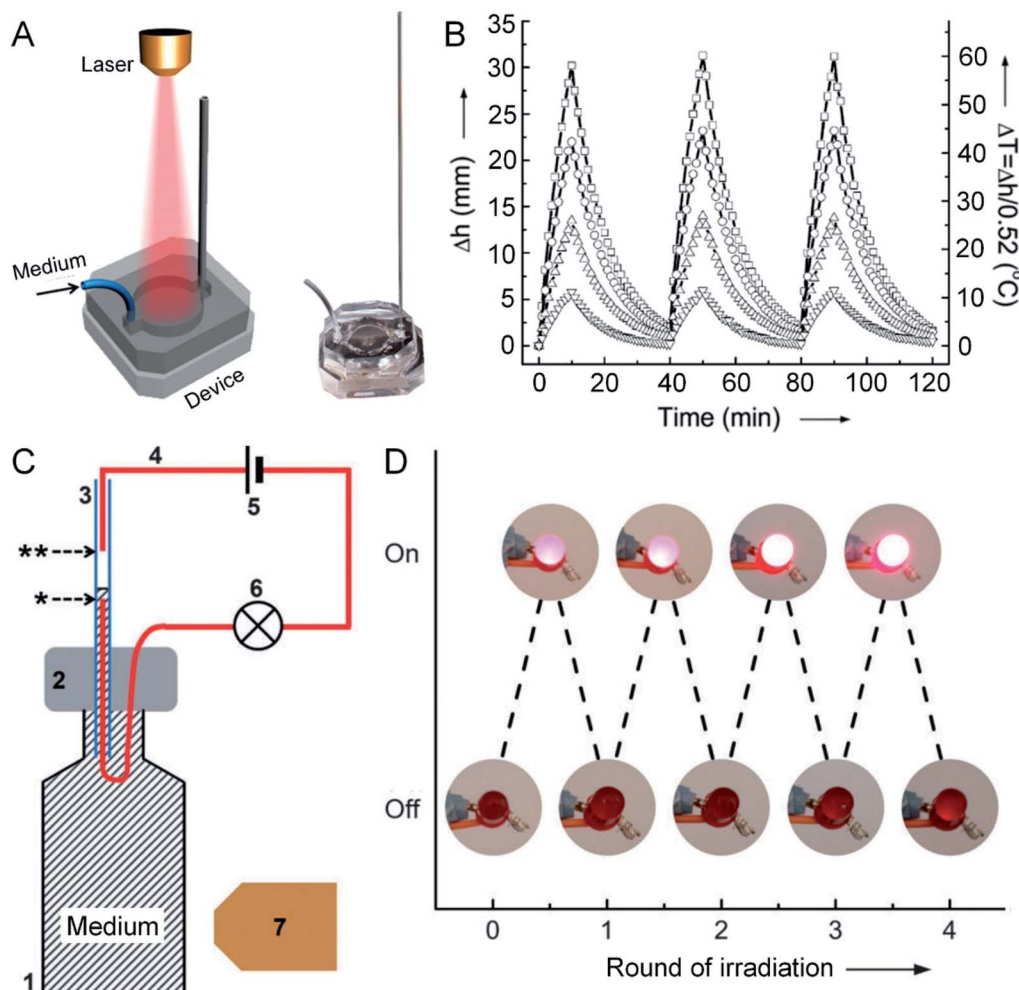 A
Laser
Medium
Device
B
35
30
25
20
15
10
5
0
Δh (mm)
60
50
40
30
20
10
0
ΔT=Δh/0.52 (°C)
0 20 40 60 80 100 120
Time (min)
C
4
3
5
**
*
6
2
Medium
7
1
D
On
Off
0 1 2 3 4
Round of irradiation